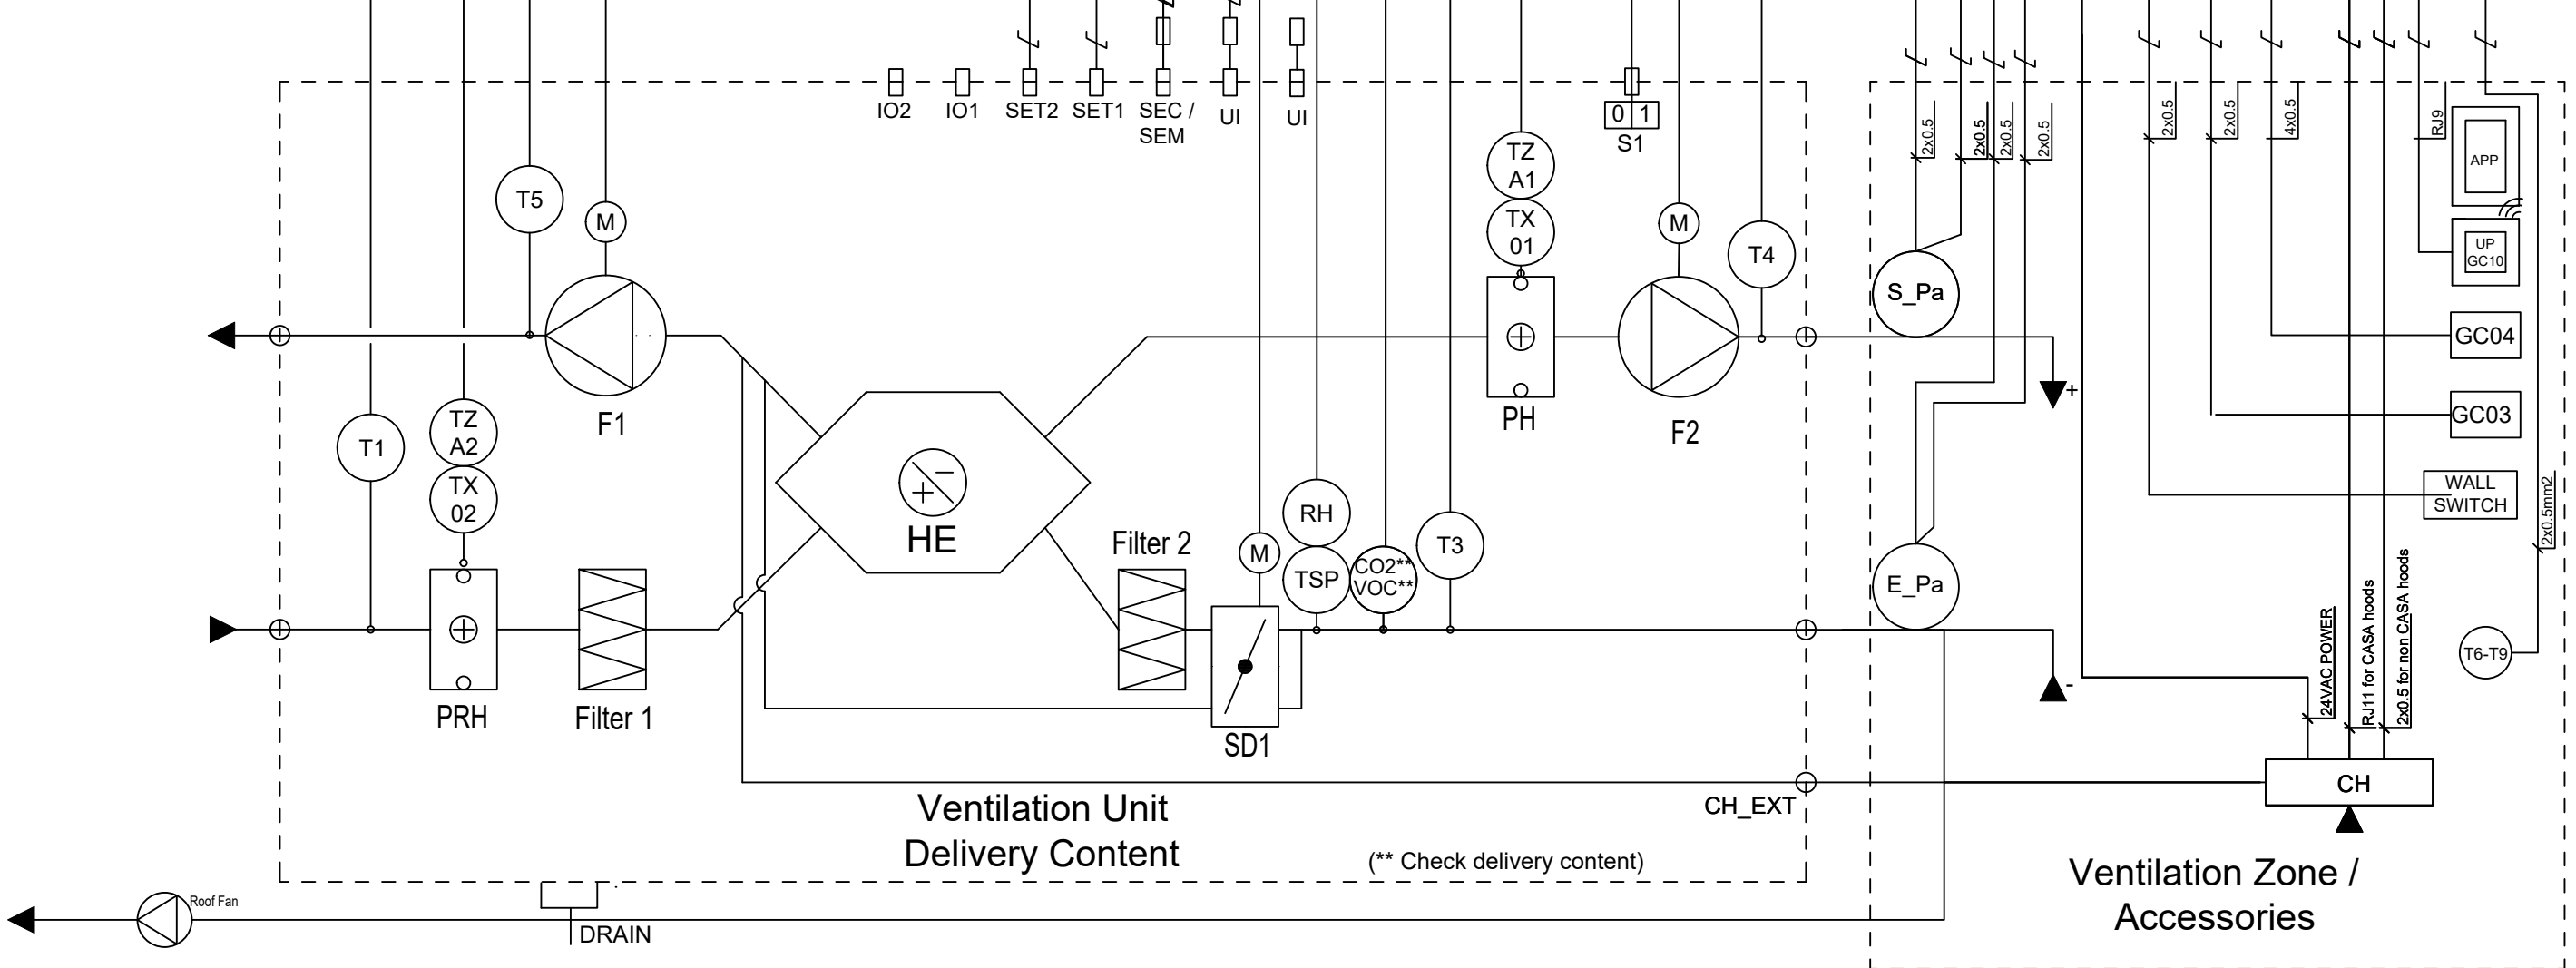 IO2
IO1
SET2
SET1
SEC /
SEM
UI
UI
0 1
S1
2x0.5
2x0.5
2x0.5
2x0.5
2x0.5
2x0.5
4x0.5
RJ9
APP
UP
GC10
TZ
A1
TX
01
T5
M
M
T4
S_Pa
GC04
+
PH
F1
F2
GC03
T1
TZ
A2
TX
02
WALL
SWITCH
2x0.5mm2
HE
RH
TSP
CO2**
VOC**
T3
M
Filter 2
E_Pa
-
T6-T9
24VAC POWER
RJ11 for CASA hoods
2x0.5 for non CASA hoods
PRH
Filter 1
SD1
CH
CH_EXT
Ventilation Unit
Delivery Content
(** Check delivery content)
Ventilation Zone /
Accessories
Roof Fan
DRAIN